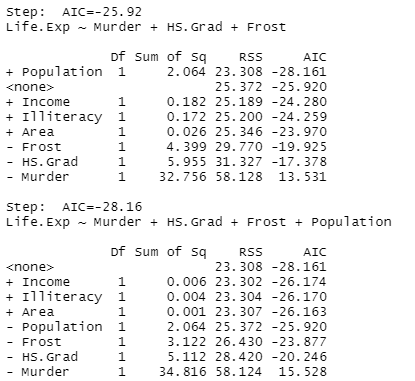 Step:  AIC=-25.92
Life.Exp ~ Murder + HS.Grad + Frost

             Df Sum of Sq    RSS     AIC
+ Population  1     2.064 23.308 -28.161
<none>                    25.372 -25.920
+ Income      1     0.182 25.189 -24.280
+ Illiteracy  1     0.172 25.200 -24.259
+ Area        1     0.026 25.346 -23.970
- Frost       1     4.399 29.770 -19.925
- HS.Grad     1     5.955 31.327 -17.378
- Murder      1    32.756 58.128  13.531

Step:  AIC=-28.16
Life.Exp ~ Murder + HS.Grad + Frost + Population

             Df Sum of Sq    RSS     AIC
<none>                    23.308 -28.161
+ Income      1     0.006 23.302 -26.174
+ Illiteracy  1     0.004 23.304 -26.170
+ Area        1     0.001 23.307 -26.163
- Population  1     2.064 25.372 -25.920
- Frost       1     3.122 26.430 -23.877
- HS.Grad     1     5.112 28.420 -20.246
- Murder      1    34.816 58.124  15.528